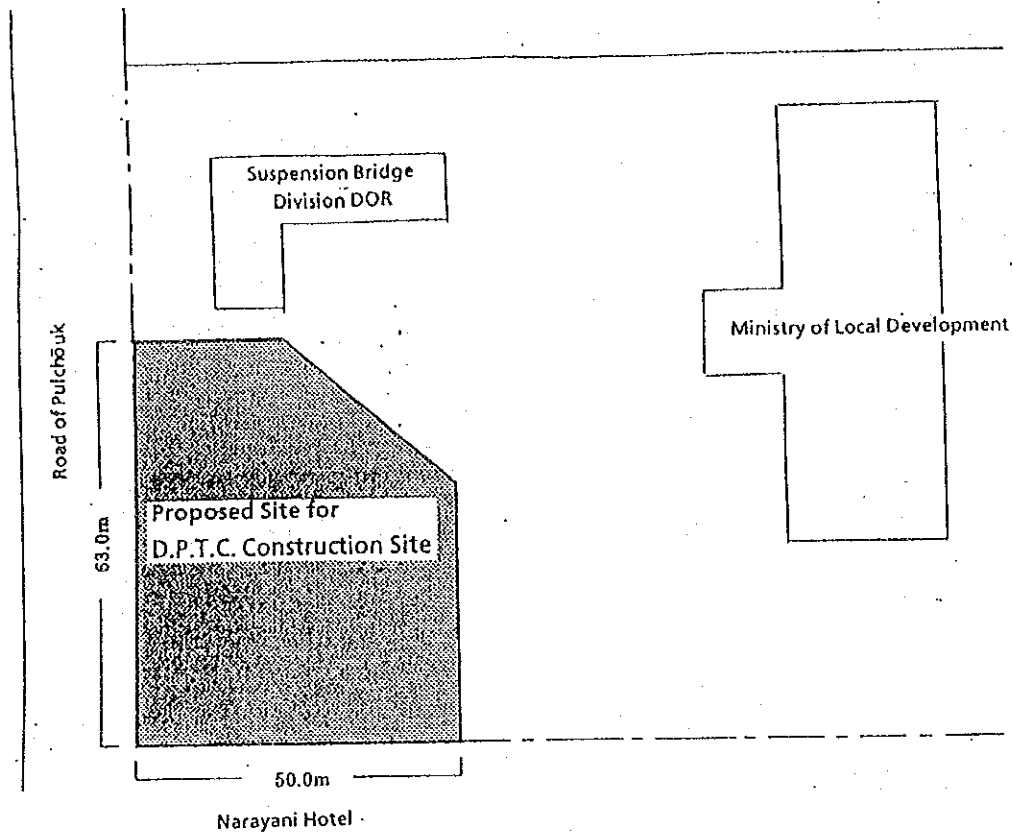 Suspension Bridge
Division DOR
Ministry of Local Development
Road of Pulchōuk
63.0m
Proposed Site for
D.P.T.C. Construction Site
50.0m
Narayani Hotel